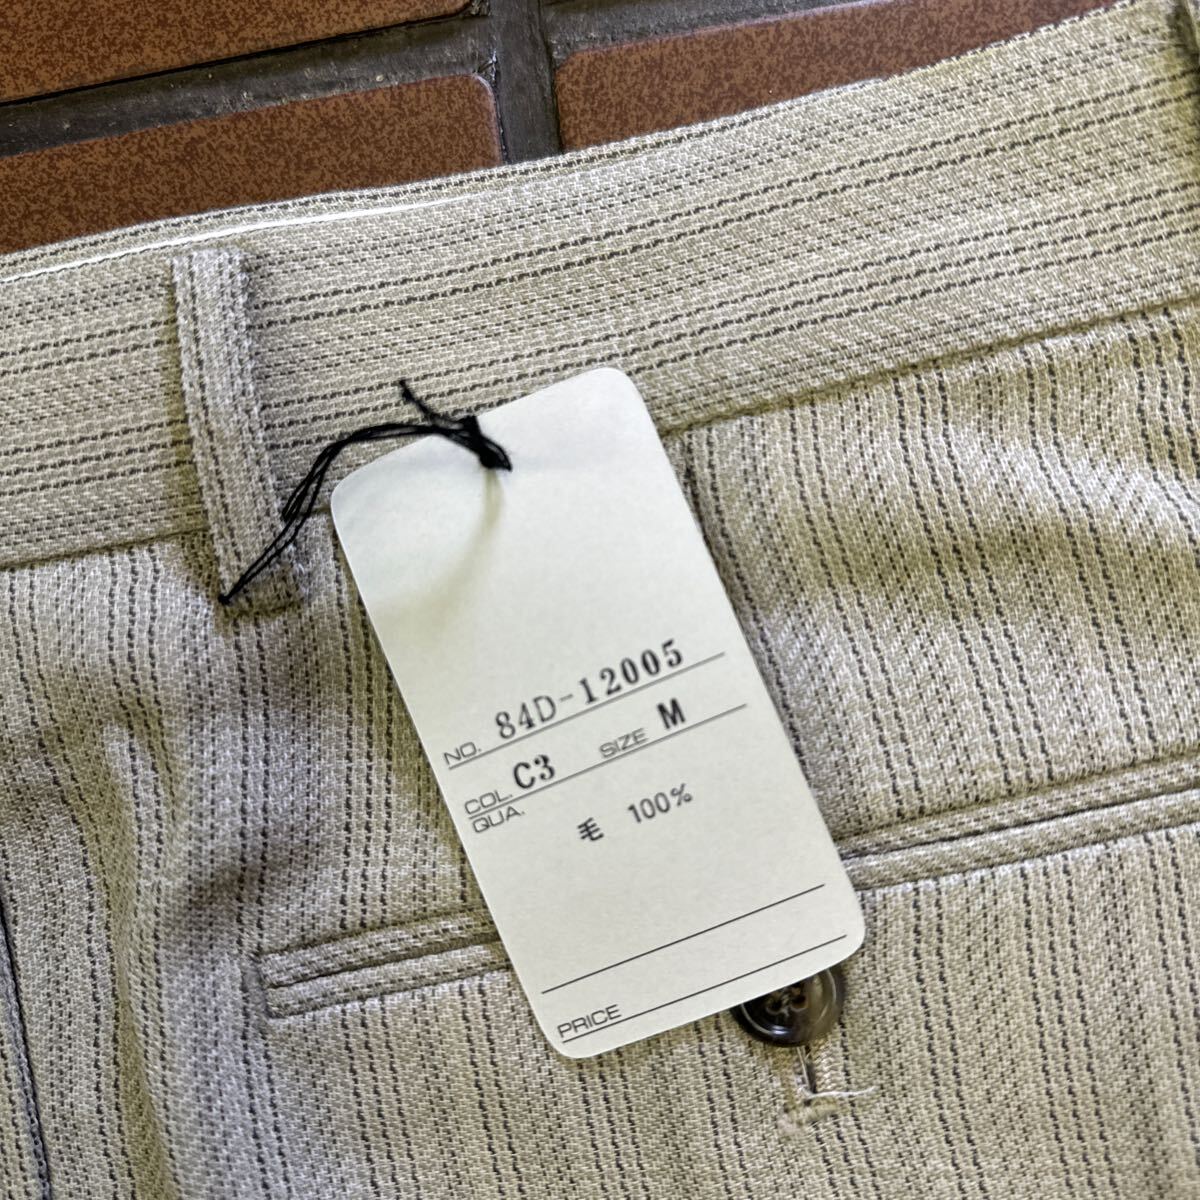 NO. 84D-12005
COL. C3 SIZE M
QUA.
毛 100%
PRICE